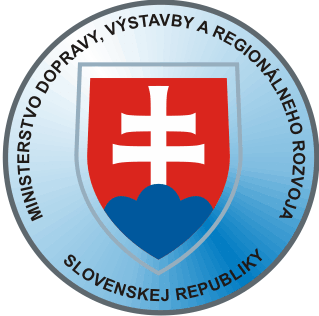 MINISTERSTVO DOPRAVY, VÝSTAVBY A REGIONÁLNEHO ROZVOJA
SLOVENSKEJ REPUBLIKY